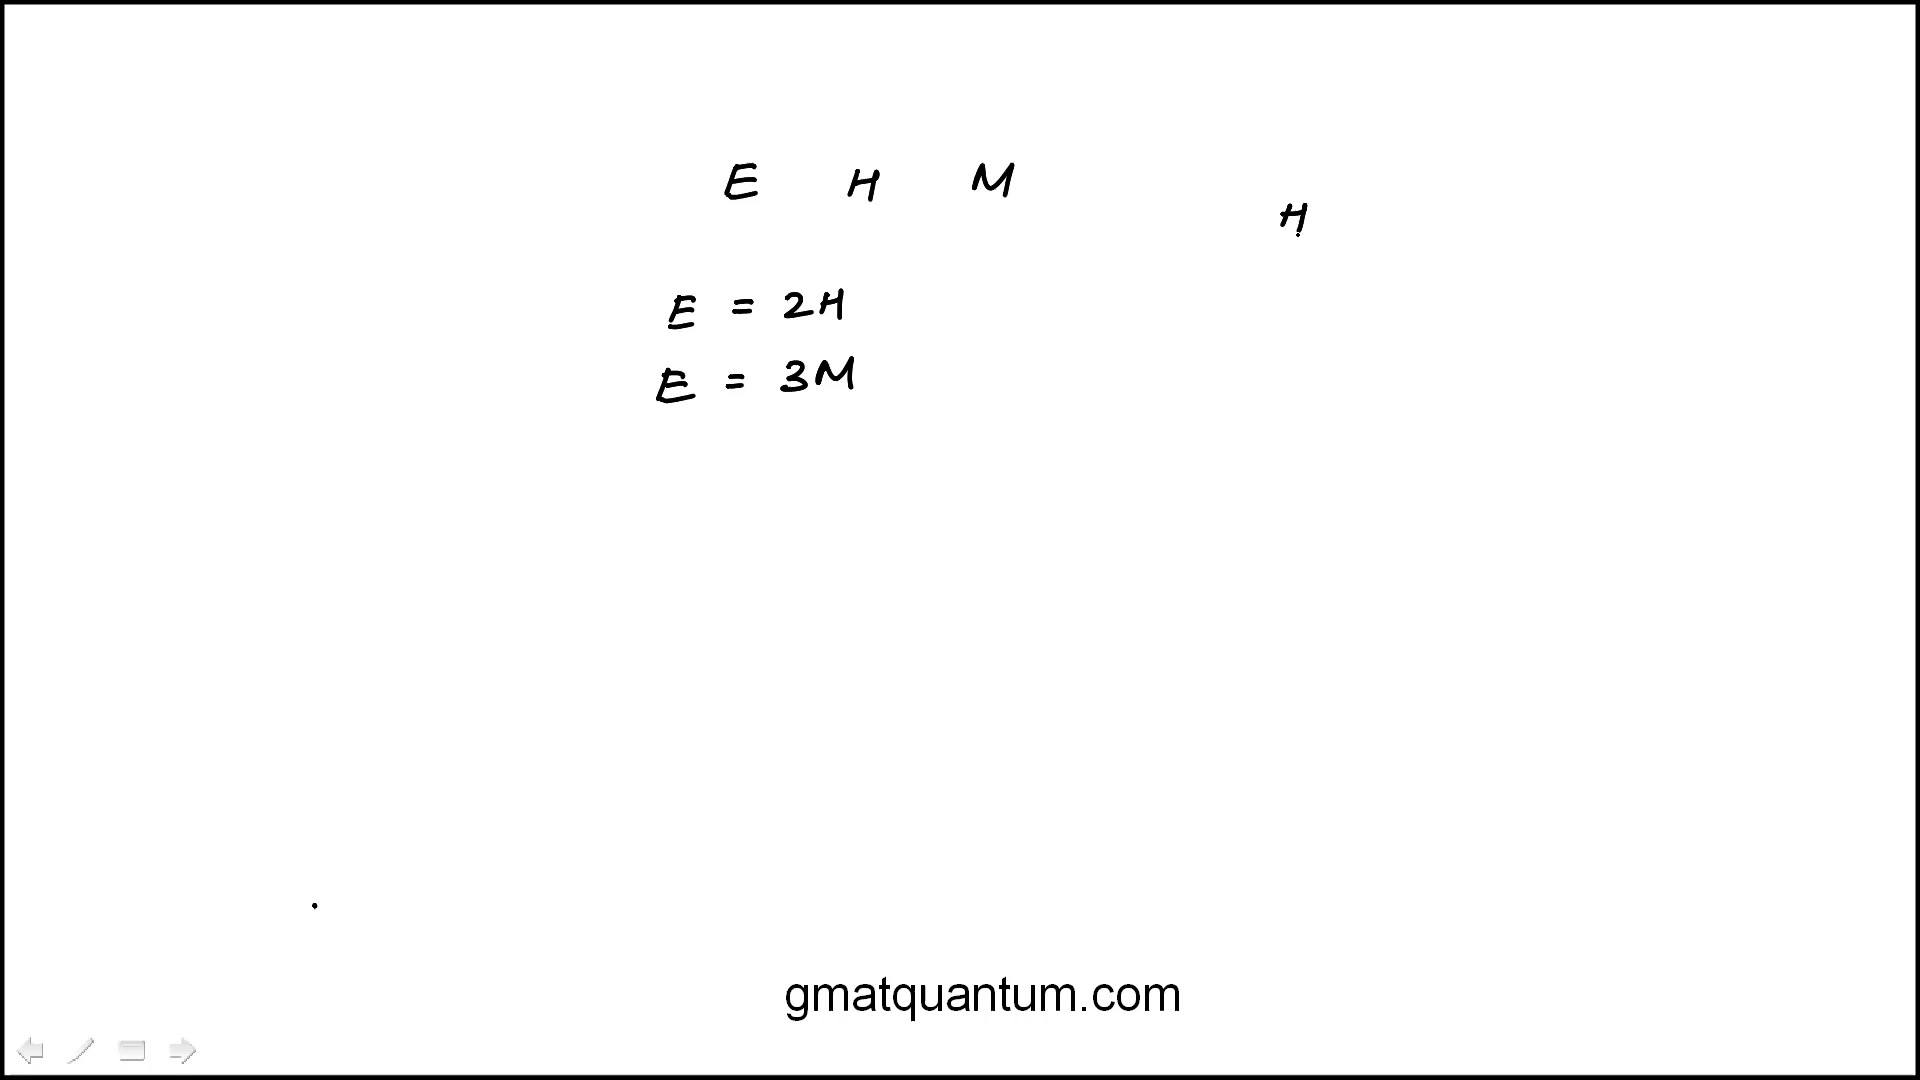 E H M
H
E = 2H
E = 3M
gmatquantum.com